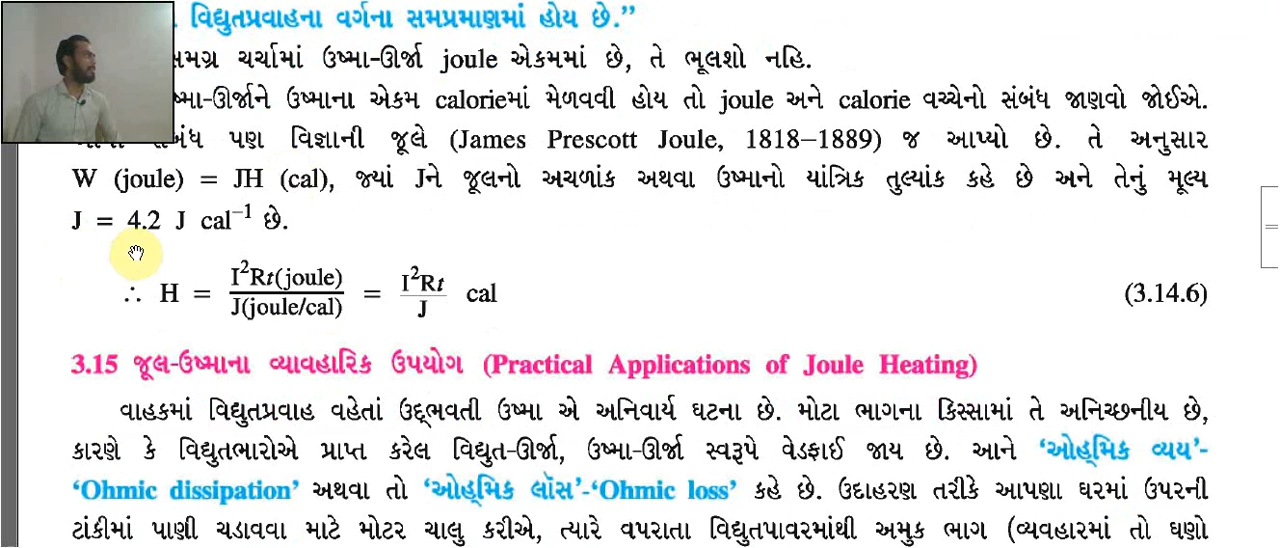 વિદ્યુતપ્રવાહના વર્ગના સમપ્રમાણમાં હોય છે.”
સમગ્ર ચર્ચામાં ઉષ્મા-ઊર્જા joule એકમમાં છે, તે ભૂલશો નહિ.
ષ્મા-ઊર્જાને ઉષ્માના એકમ calorieમાં મેળવવી હોય તો joule અને calorie વચ્ચેનો સંબંધ જાણવો જોઈએ.
સંબંધ પણ વિજ્ઞાની જૂલે (James Prescott Joule, 1818–1889) જ આપ્યો છે. તે અનુસાર
W (joule) = JH (cal), જ્યાં Jને જૂલનો અચળાંક અથવા ઉષ્માનો યાંત્રિક તુલ્યાંક કહે છે અને તેનું મૂલ્ય
J = 4.2 J cal⁻¹ છે.
∴ H = I²Rt(joule) / J(joule/cal) = I²Rt / J cal (3.14.6)
3.15 જૂલ-ઉષ્માના વ્યાવહારિક ઉપયોગ (Practical Applications of Joule Heating)
વાહકમાં વિદ્યુતપ્રવાહ વહેતાં ઉદ્ભવતી ઉષ્મા એ અનિવાર્ય ઘટના છે. મોટા ભાગના કિસ્સામાં તે અનિચ્છનીય છે,
કારણે કે વિદ્યુતભારોએ પ્રાપ્ત કરેલ વિદ્યુત-ઊર્જા, ઉષ્મા-ઊર્જા સ્વરૂપે વેડફાઈ જાય છે. આને ‘ઓહ્‌મિક વ્યય’-
‘Ohmic dissipation’ અથવા તો ‘ઓહ્‌મિક લૉસ’-‘Ohmic loss’ કહે છે. ઉદાહરણ તરીકે આપણા ઘરમાં ઉપરની
ટાંકીમાં પાણી ચડાવવા માટે મોટર ચાલુ કરીએ, ત્યારે વપરાતા વિદ્યુતપાવરમાંથી અમુક ભાગ (વ્યવહારમાં તો ઘણો